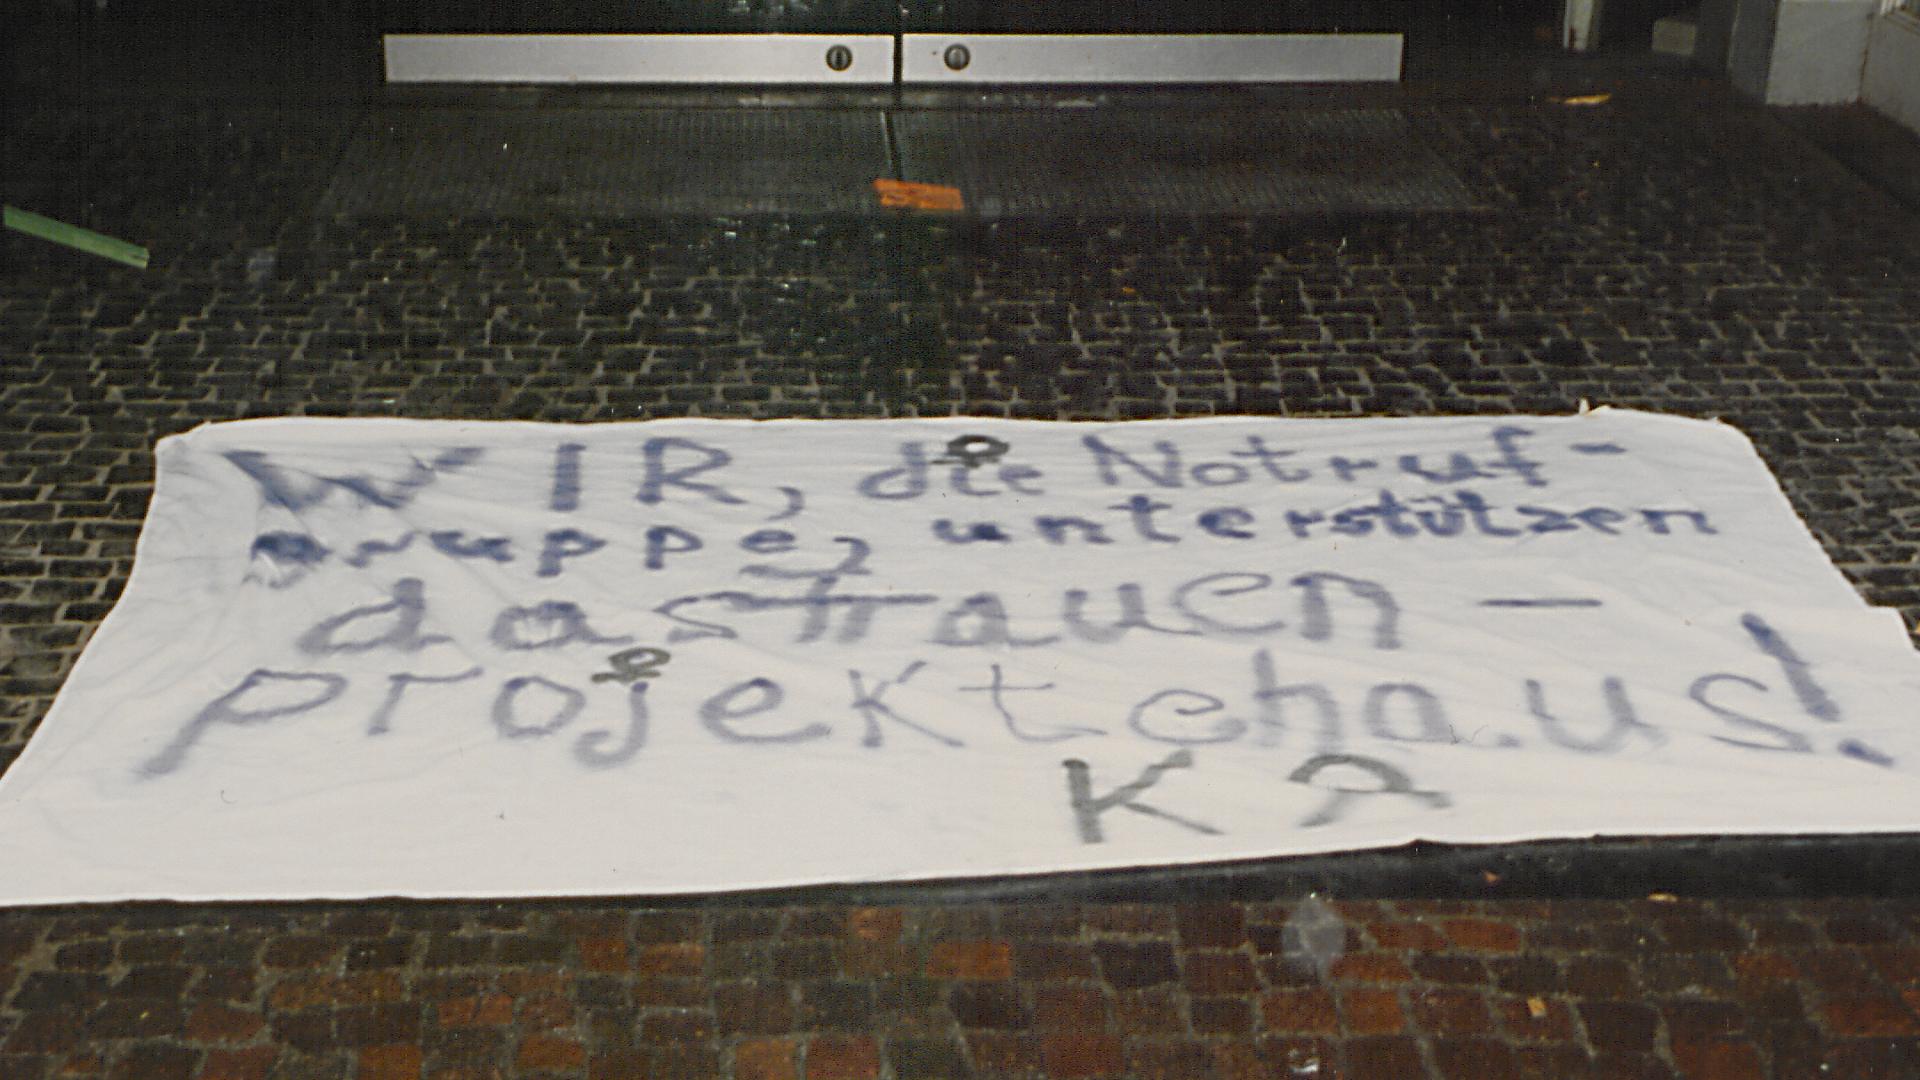 WIR, die Notruf-
gruppe, unterstützen
das Frauen-
projektehaus!
K